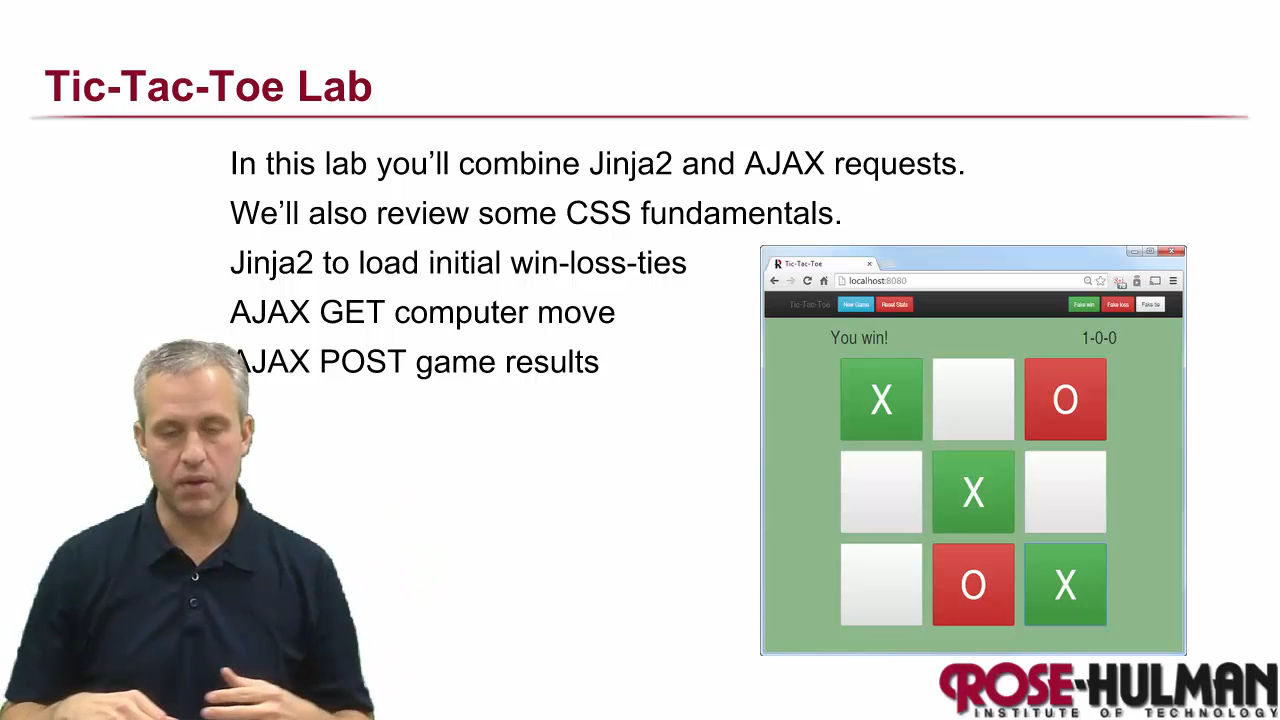 Tic-Tac-Toe Lab
In this lab you'll combine Jinja2 and AJAX requests.
We'll also review some CSS fundamentals.
Jinja2 to load initial win-loss-ties
AJAX GET computer move
AJAX POST game results
Tic-Tac-Toe
localhost:8080
Tic-Tac-Toe New Game Reset Stats Fake win Fake loss Fake tie
You win! 1-0-0
X O
X
O X
ROSE-HULMAN
INSTITUTE OF TECHNOLOGY